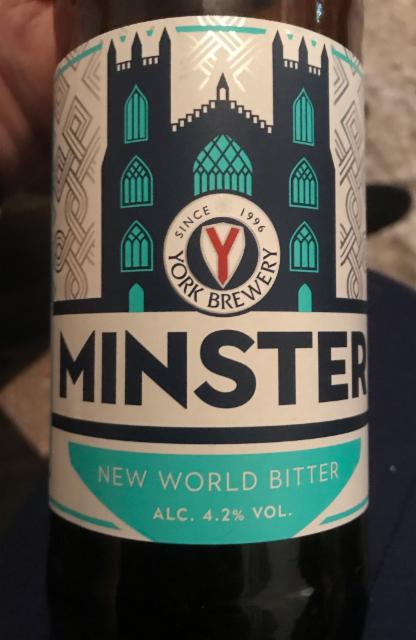 SINCE 1996
Y
YORK BREWERY
MINSTER
NEW WORLD BITTER
ALC. 4.2% VOL.